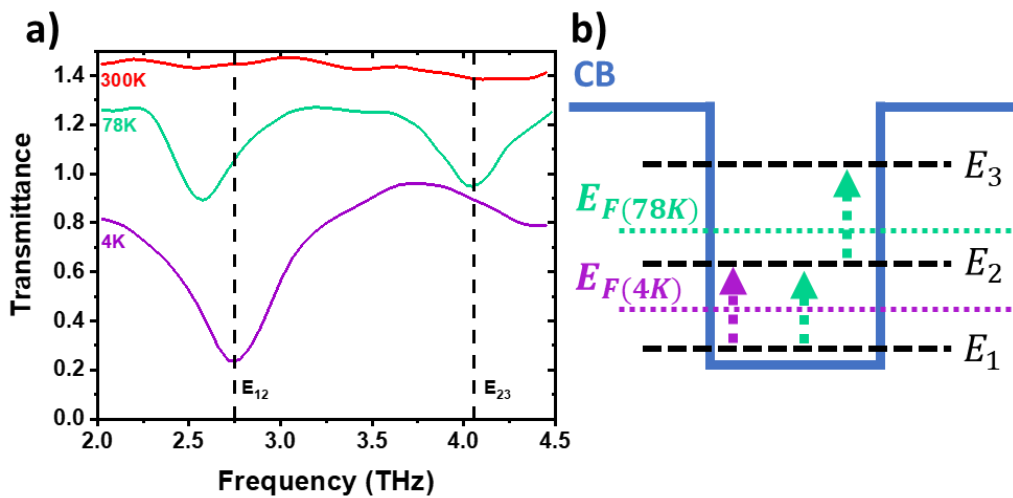 a)
Transmittance
1.4
1.2
1.0
0.8
0.6
0.4
0.2
0.0
300K
78K
4K
E12
E23
2.0 2.5 3.0 3.5 4.0 4.5
Frequency (THz)
b)
CB
E3
EF(78K)
E2
EF(4K)
E1